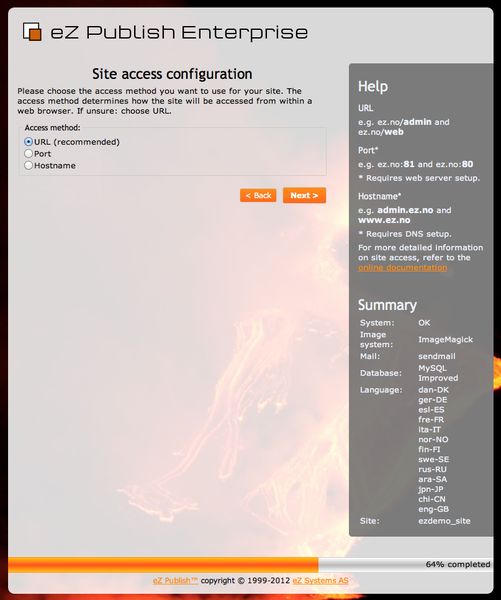 eZ Publish Enterprise
Site access configuration
Please choose the access method you want to use for your site. The
access method determines how the site will be accessed from within a
web browser. If unsure: choose URL.
Access method:
URL (recommended)
Port
Hostname
< Back
Next >
Help
URL
e.g. ez.no/admin and
ez.no/web
Port*
e.g. ez.no:81 and ez.no:80
* Requires web server setup.
Hostname*
e.g. admin.ez.no and
www.ez.no
* Requires DNS setup.
For more detailed information
on site access, refer to the
online documentation
Summary
System: OK
Image
system: ImageMagick
Mail: sendmail
Database: MySQL
Improved
Language: dan-DK
ger-DE
esl-ES
fre-FR
ita-IT
nor-NO
fin-FI
swe-SE
rus-RU
ara-SA
jpn-JP
chi-CN
eng-GB
Site: ezdemo_site
64% completed
eZ Publish™ copyright © 1999-2012 eZ Systems AS